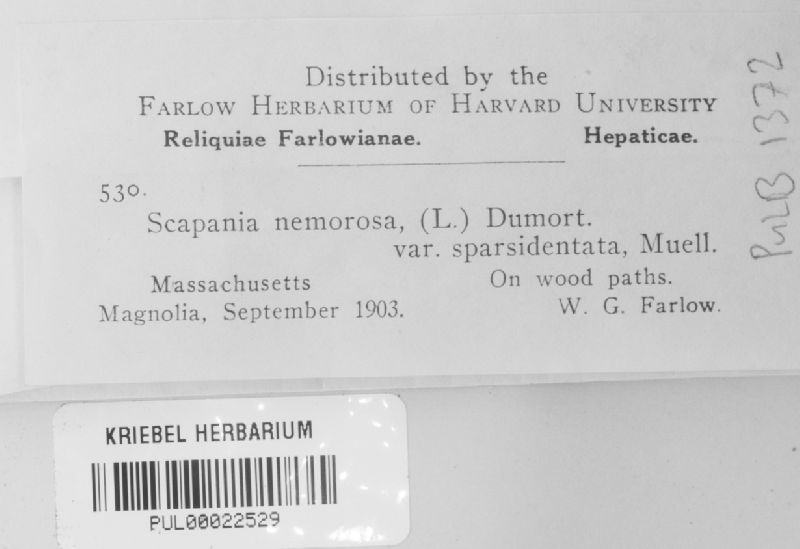 Distributed by the
FARLOW HERBARIUM OF HARVARD UNIVERSITY
Reliquiae Farlowianae. Hepaticae.
530.
Scapania nemorosa, (L.) Dumort.
var. sparsidentata, Muell.
Massachusetts On wood paths.
Magnolia, September 1903. W. G. Farlow.
PULB 1372
KRIEBEL HERBARIUM
PUL00022529